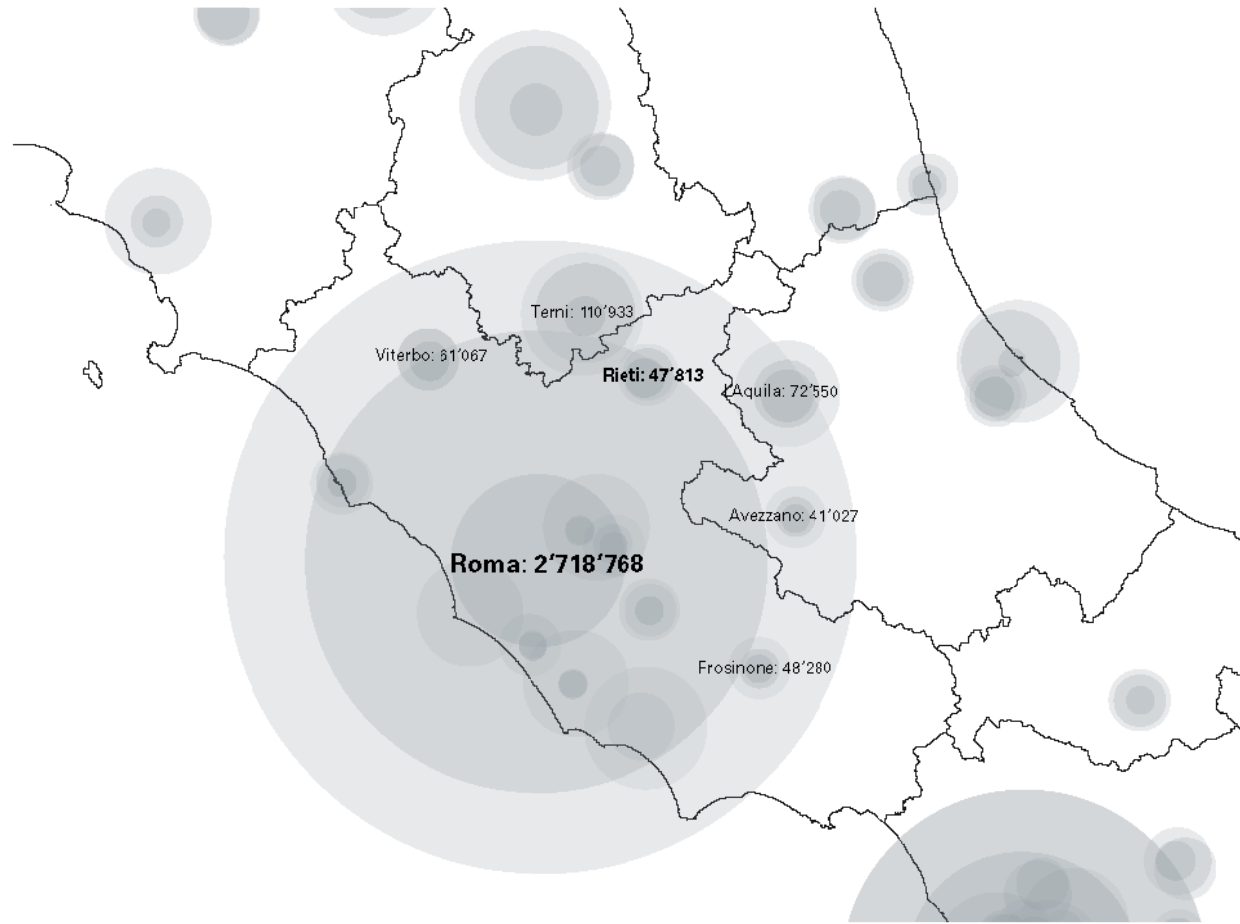 Terni: 110’933
Viterbo: 61’067
Rieti: 47’813
L’Aquila: 72’550
Avezzano: 41’027
Roma: 2’718’768
Frosinone: 48’280